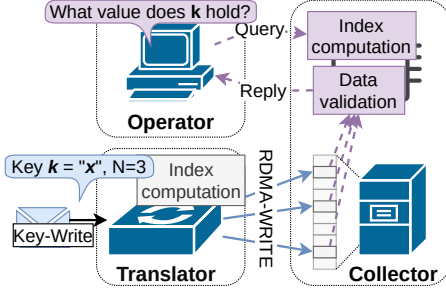 What value does k hold?
Query
Index
computation
Data
validation
Reply
Operator
Key k = "x", N=3
Index
computation
RDMA-WRITE
Key-Write
Translator
Collector